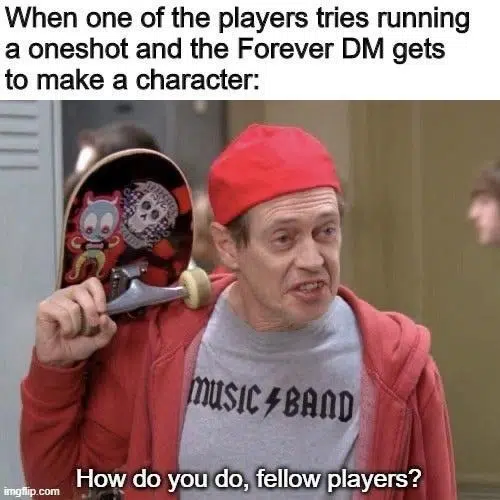 When one of the players tries running
a oneshot and the Forever DM gets
to make a character:
MUSIC⚡BAND
How do you do, fellow players?
imgflip.com